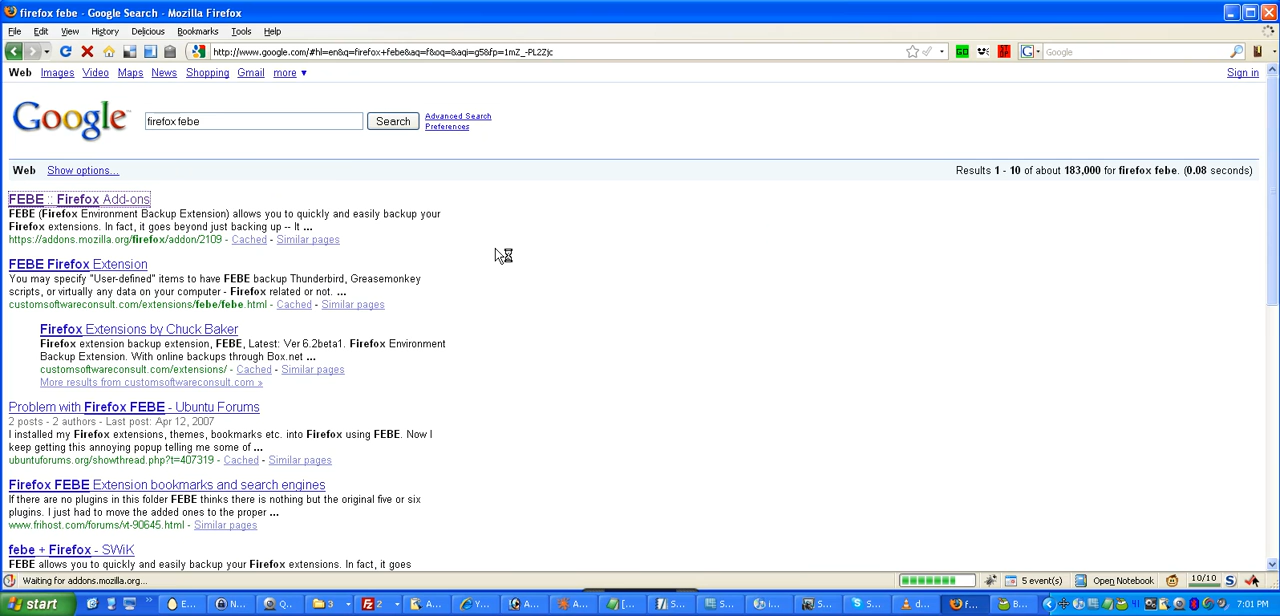 firefox febe - Google Search - Mozilla Firefox
File Edit View History Delicious Bookmarks Tools Help
http://www.google.com/#hl=en&q=firefox+febe&aq=f&oq=&aqi=g5&fp=1mZ_-PL2Zjc
Google
Web Images Video Maps News Shopping Gmail more ▼ Sign in
Google
firefox febe
Search
Advanced Search
Preferences
Web Show options... Results 1 - 10 of about 183,000 for firefox febe. (0.08 seconds)
FEBE :: Firefox Add-ons
FEBE (Firefox Environment Backup Extension) allows you to quickly and easily backup your
Firefox extensions. In fact, it goes beyond just backing up -- It ...
https://addons.mozilla.org/firefox/addon/2109 - Cached - Similar pages
FEBE Firefox Extension
You may specify "User-defined" items to have FEBE backup Thunderbird, Greasemonkey
scripts, or virtually any data on your computer - Firefox related or not. ...
customsoftwareconsult.com/extensions/febe/febe.html - Cached - Similar pages
Firefox Extensions by Chuck Baker
Firefox extension backup extension, FEBE, Latest: Ver 6.2beta1. Firefox Environment
Backup Extension. With online backups through Box.net ...
customsoftwareconsult.com/extensions/ - Cached - Similar pages
More results from customsoftwareconsult.com »
Problem with Firefox FEBE - Ubuntu Forums
2 posts - 2 authors - Last post: Apr 12, 2007
I installed my Firefox extensions, themes, bookmarks etc. into Firefox using FEBE. Now I
keep getting this annoying popup telling me some of ...
ubuntuforums.org/showthread.php?t=407319 - Cached - Similar pages
Firefox FEBE Extension bookmarks and search engines
If there are no plugins in this folder FEBE thinks there is nothing but the original five or six
plugins. I just had to move the added ones to the proper ...
www.frihost.com/forums/vt-90645.html - Similar pages
febe + Firefox - SWiK
FEBE allows you to quickly and easily backup your Firefox extensions. In fact, it goes
Waiting for addons.mozilla.org... 5 event(s) Open Notebook 10/10
start E... N... Q... 3 2 A... Y... A... A... [... S... S... I... S... S... d... f... B... 7:01 PM